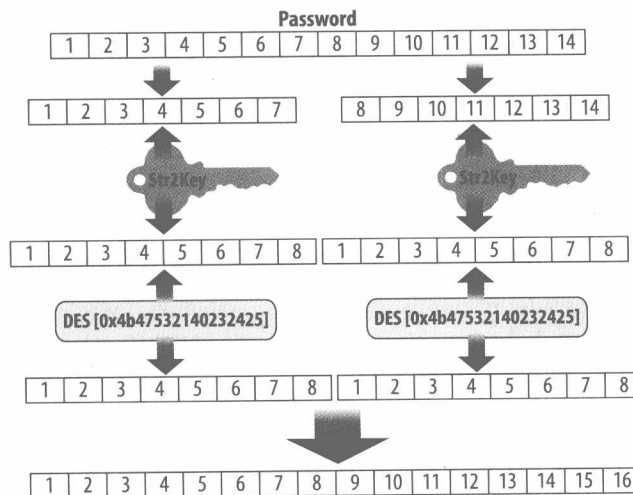 Password
1 2 3 4 5 6 7 8 9 10 11 12 13 14
1 2 3 4 5 6 7 8 9 10 11 12 13 14
Str2Key Str2Key
1 2 3 4 5 6 7 8 1 2 3 4 5 6 7 8
DES [0x4b47532140232425] DES [0x4b47532140232425]
1 2 3 4 5 6 7 8 1 2 3 4 5 6 7 8
1 2 3 4 5 6 7 8 9 10 11 12 13 14 15 16